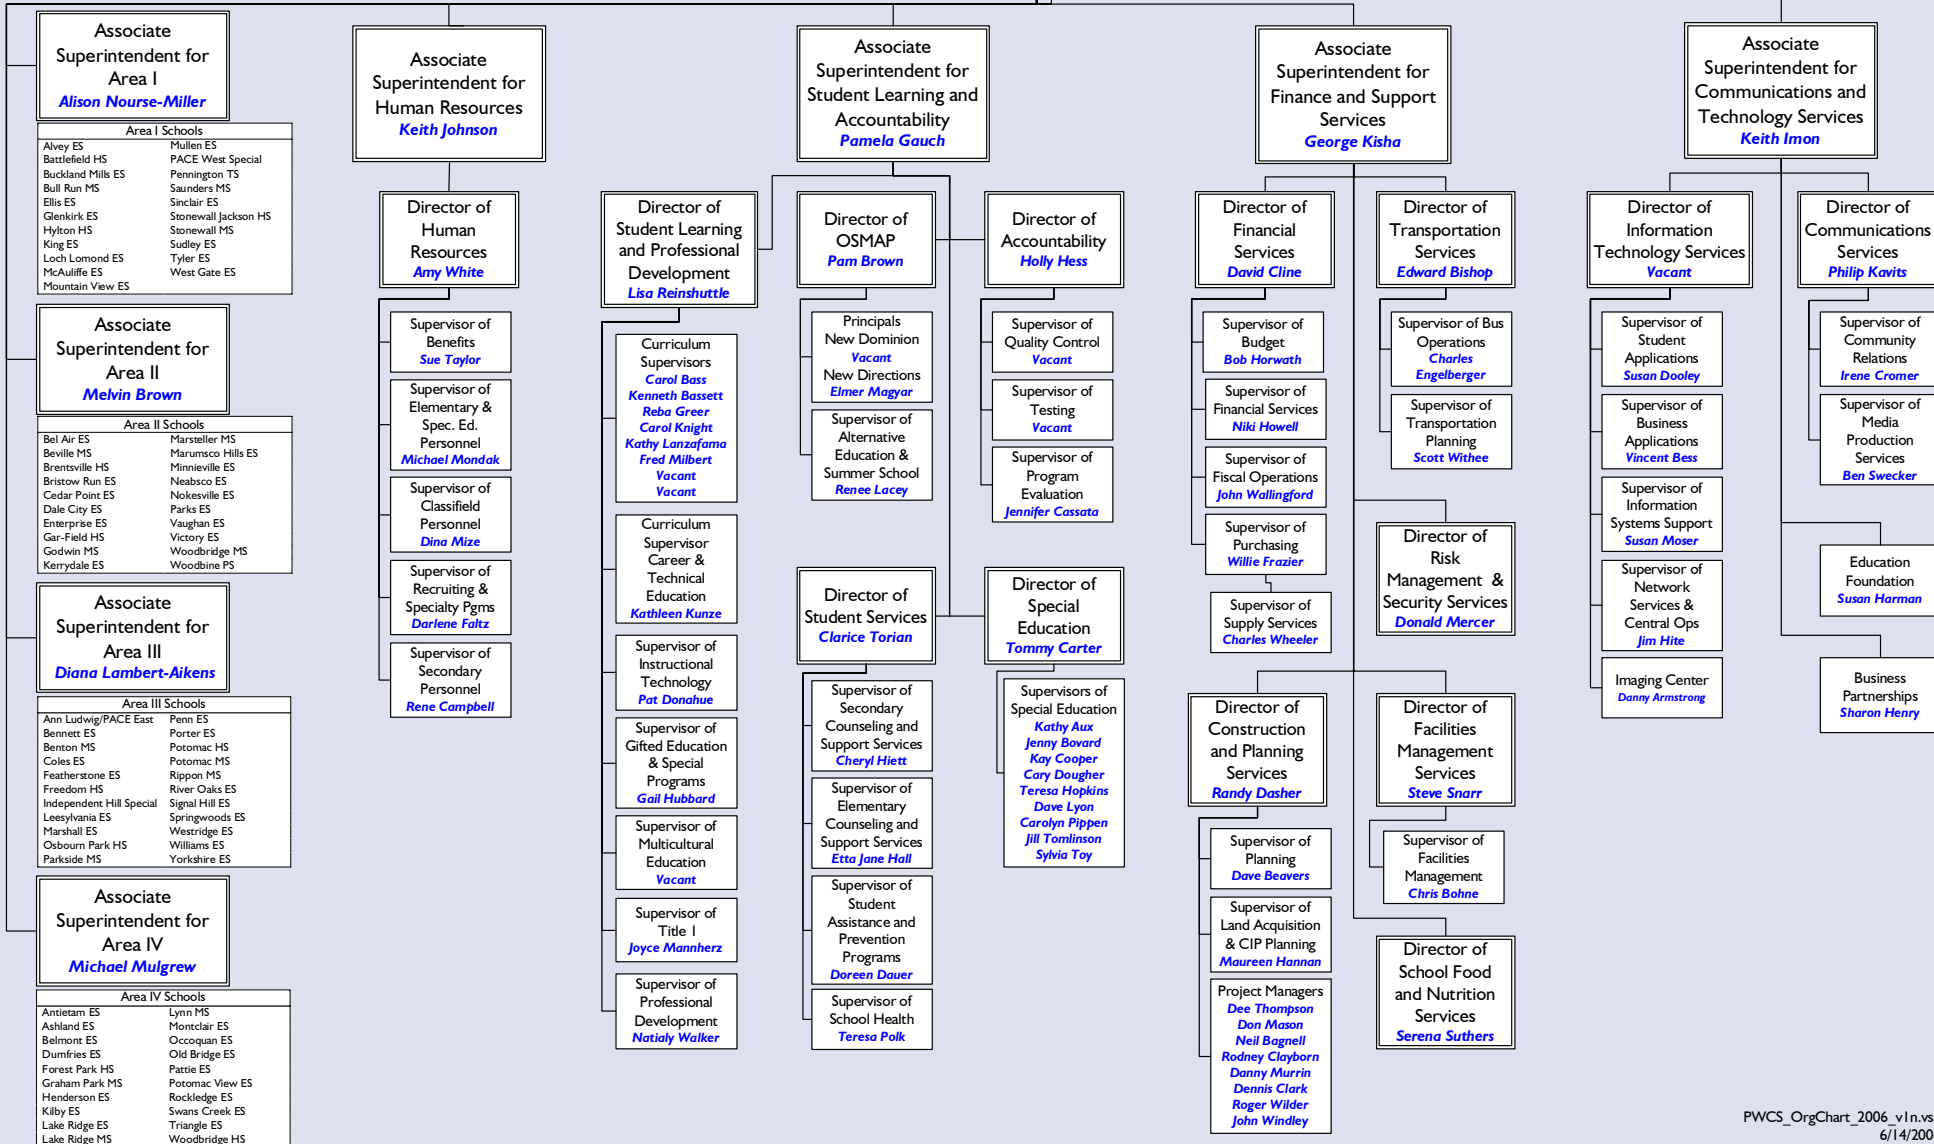 Associate
Superintendent for
Area I
Alison Nourse-Miller
Area I Schools
Alvey ES
Battlefield HS
Buckland Mills ES
Bull Run MS
Ellis ES
Glenkirk ES
Hylton HS
King ES
Loch Lomond ES
McAuliffe ES
Mountain View ES
Mullen ES
PACE West Special
Pennington TS
Saunders MS
Sinclair ES
Stonewall Jackson HS
Stonewall MS
Sudley ES
Tyler ES
West Gate ES
Associate
Superintendent for
Area II
Melvin Brown
Area II Schools
Bel Air ES
Beville MS
Brentsville HS
Bristow Run ES
Cedar Point ES
Dale City ES
Enterprise ES
Gar-Field HS
Godwin MS
Kerrydale ES
Marsteller MS
Marumsco Hills ES
Minnieville ES
Neabsco ES
Nokesville ES
Parks ES
Vaughan ES
Victory ES
Woodbridge MS
Woodbine PS
Associate
Superintendent for
Area III
Diana Lambert-Aikens
Area III Schools
Ann Ludwig/PACE East
Bennett ES
Benton MS
Coles ES
Featherstone ES
Freedom HS
Independent Hill Special
Leesylvania ES
Marshall ES
Osbourn Park HS
Parkside MS
Penn ES
Porter ES
Potomac HS
Potomac MS
Rippon MS
River Oaks ES
Signal Hill ES
Springwoods ES
Westridge ES
Williams ES
Yorkshire ES
Associate
Superintendent for
Area IV
Michael Mulgrew
Area IV Schools
Antietam ES
Ashland ES
Belmont ES
Dumfries ES
Forest Park HS
Graham Park MS
Henderson ES
Kilby ES
Lake Ridge ES
Lake Ridge MS
Lynn MS
Montclair ES
Occoquan ES
Old Bridge ES
Pattie ES
Potomac View ES
Rockledge ES
Swans Creek ES
Triangle ES
Woodbridge HS
Associate
Superintendent for
Human Resources
Keith Johnson
Director of
Human
Resources
Amy White
Supervisor of
Benefits
Sue Taylor
Supervisor of
Elementary &
Spec. Ed.
Personnel
Michael Mondak
Supervisor of
Classifield
Personnel
Dina Mize
Supervisor of
Recruiting &
Specialty Pgms
Darlene Faltz
Supervisor of
Secondary
Personnel
Rene Campbell
Associate
Superintendent for
Student Learning and
Accountability
Pamela Gauch
Director of
Student Learning
and Professional
Development
Lisa Reinshuttle
Curriculum
Supervisors
Carol Bass
Kenneth Bassett
Reba Greer
Carol Knight
Kathy Lanzafama
Fred Milbert
Vacant
Vacant
Curriculum
Supervisor
Career &
Technical
Education
Kathleen Kunze
Supervisor of
Instructional
Technology
Pat Donahue
Supervisor of
Gifted Education
& Special
Programs
Gail Hubbard
Supervisor of
Multicultural
Education
Vacant
Supervisor of
Title 1
Joyce Mannherz
Supervisor of
Professional
Development
Natialy Walker
Director of
OSMAP
Pam Brown
Principals
New Dominion
Vacant
New Directions
Elmer Magyar
Supervisor of
Alternative
Education &
Summer School
Renee Lacey
Director of
Accountability
Holly Hess
Supervisor of
Quality Control
Vacant
Supervisor of
Testing
Vacant
Supervisor of
Program
Evaluation
Jennifer Cassata
Director of
Student Services
Clarice Torian
Supervisor of
Secondary
Counseling and
Support Services
Cheryl Hiett
Supervisor of
Elementary
Counseling and
Support Services
Etta Jane Hall
Supervisor of
Student
Assistance and
Prevention
Programs
Doreen Dauer
Supervisor of
School Health
Teresa Polk
Director of
Special
Education
Tommy Carter
Supervisors of
Special Education
Kathy Aux
Jenny Bovard
Kay Cooper
Cary Dougher
Teresa Hopkins
Dave Lyon
Carolyn Pippen
Jill Tomlinson
Sylvia Toy
Associate
Superintendent for
Finance and Support
Services
George Kisha
Director of
Financial
Services
David Cline
Supervisor of
Budget
Bob Horwath
Supervisor of
Financial Services
Niki Howell
Supervisor of
Fiscal Operations
John Wallingford
Supervisor of
Purchasing
Willie Frazier
Supervisor of
Supply Services
Charles Wheeler
Director of
Transportation
Services
Edward Bishop
Supervisor of Bus
Operations
Charles
Engelberger
Supervisor of
Transportation
Planning
Scott Withee
Director of
Risk
Management &
Security Services
Donald Mercer
Director of
Construction
and Planning
Services
Randy Dasher
Supervisor of
Planning
Dave Beavers
Supervisor of
Land Acquisition
& CIP Planning
Maureen Hannan
Project Managers
Dee Thompson
Don Mason
Neil Bagnell
Rodney Clayborn
Danny Murrin
Dennis Clark
Roger Wilder
John Windley
Director of
Facilities
Management
Services
Steve Snarr
Supervisor of
Facilities
Management
Chris Bohne
Director of
School Food
and Nutrition
Services
Serena Suthers
Associate
Superintendent for
Communications and
Technology Services
Keith Imon
Director of
Information
Technology Services
Vacant
Supervisor of
Student
Applications
Susan Dooley
Supervisor of
Business
Applications
Vincent Bess
Supervisor of
Information
Systems Support
Susan Moser
Supervisor of
Network
Services &
Central Ops
Jim Hite
Imaging Center
Danny Armstrong
Director of
Communications
Services
Philip Kavits
Supervisor of
Community
Relations
Irene Cromer
Supervisor of
Media
Production
Services
Ben Swecker
Education
Foundation
Susan Harman
Business
Partnerships
Sharon Henry
PWCS_OrgChart_2006_v1n.vs
6/14/200